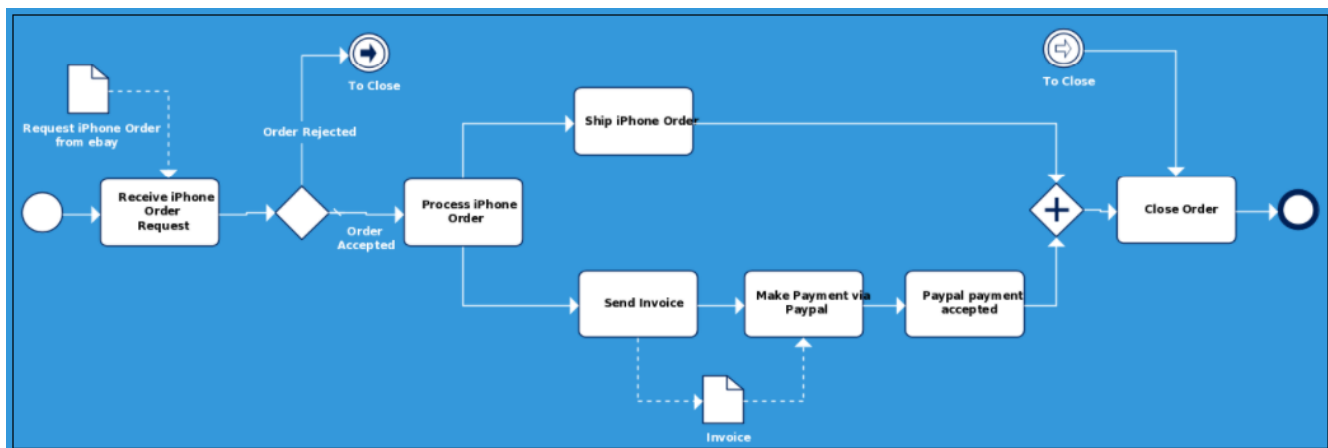 To Close
To Close
Request iPhone Order
from ebay
Order Rejected
Ship iPhone Order
Receive iPhone
Order
Request
Order
Accepted
Process iPhone
Order
Close Order
Send Invoice
Make Payment via
Paypal
Paypal payment
accepted
Invoice